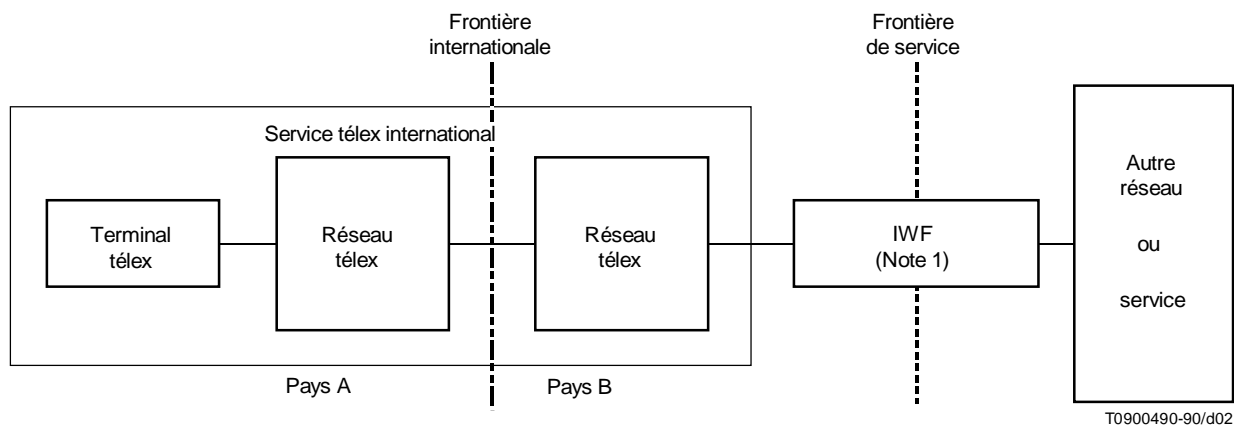 Frontière
internationale
Frontière
de service
Service télex international
Terminal
télex
Réseau
télex
Réseau
télex
IWF
(Note 1)
Autre
réseau
ou
service
Pays A
Pays B
T0900490-90/d02